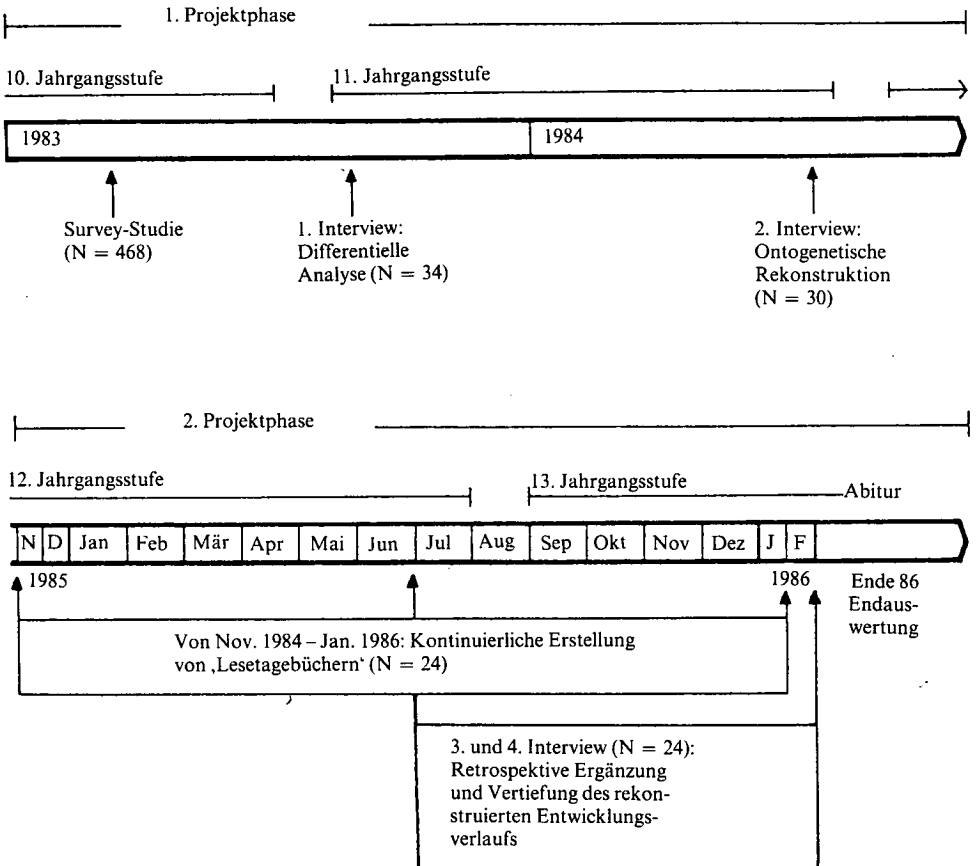 1. Projektphase
10. Jahrgangsstufe
11. Jahrgangsstufe
1983
1984
Survey-Studie
(N = 468)
1. Interview:
Differentielle
Analyse (N = 34)
2. Interview:
Ontogenetische
Rekonstruktion
(N = 30)
2. Projektphase
12. Jahrgangsstufe
13. Jahrgangsstufe
Abitur
N D Jan Feb Mär Apr Mai Jun Jul Aug Sep Okt Nov Dez J F
1985
1986
Ende 86
Endaus-
wertung
Von Nov. 1984 – Jan. 1986: Kontinuierliche Erstellung
von ‚Lesetagebüchern‘ (N = 24)
3. und 4. Interview (N = 24):
Retrospektive Ergänzung
und Vertiefung des rekon-
struierten Entwicklungs-
verlaufs